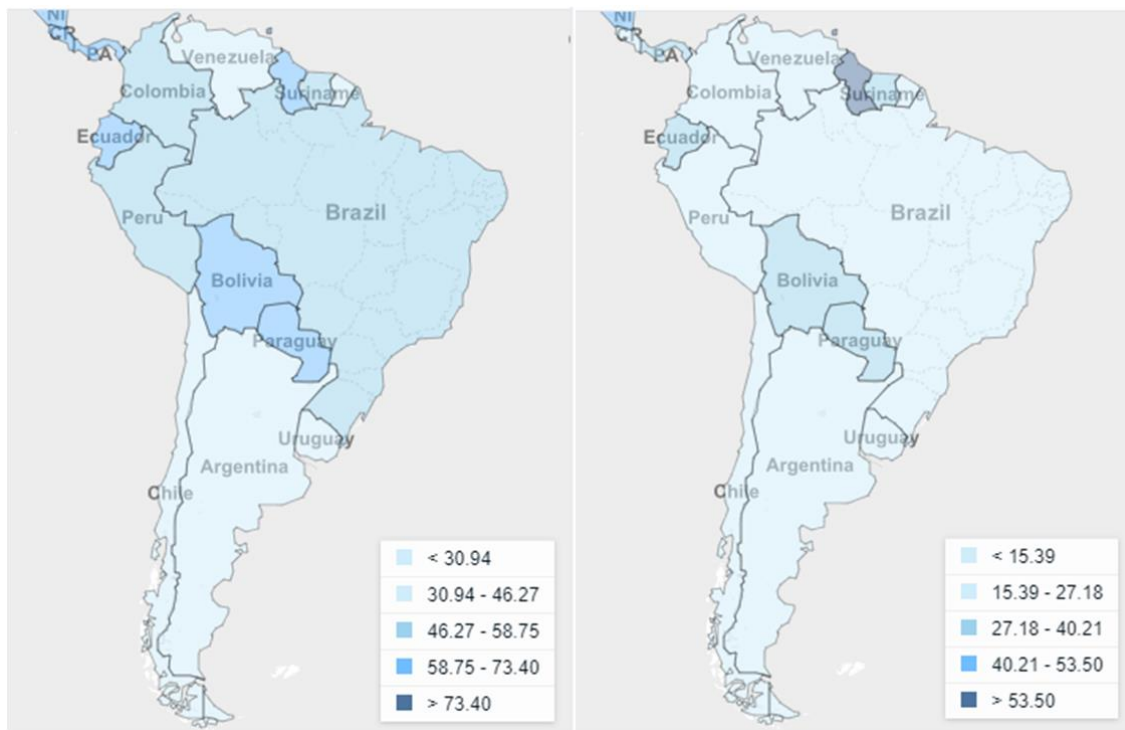 NI
CR
PA
Venezuela
Colombia
Suriname
Ecuador
Peru
Brazil
Bolivia
Paraguay
Uruguay
Argentina
Chile
< 30.94
30.94 - 46.27
46.27 - 58.75
58.75 - 73.40
> 73.40
NI
CR
PA
Venezuela
Colombia
Suriname
Ecuador
Peru
Brazil
Bolivia
Paraguay
Uruguay
Argentina
Chile
< 15.39
15.39 - 27.18
27.18 - 40.21
40.21 - 53.50
> 53.50